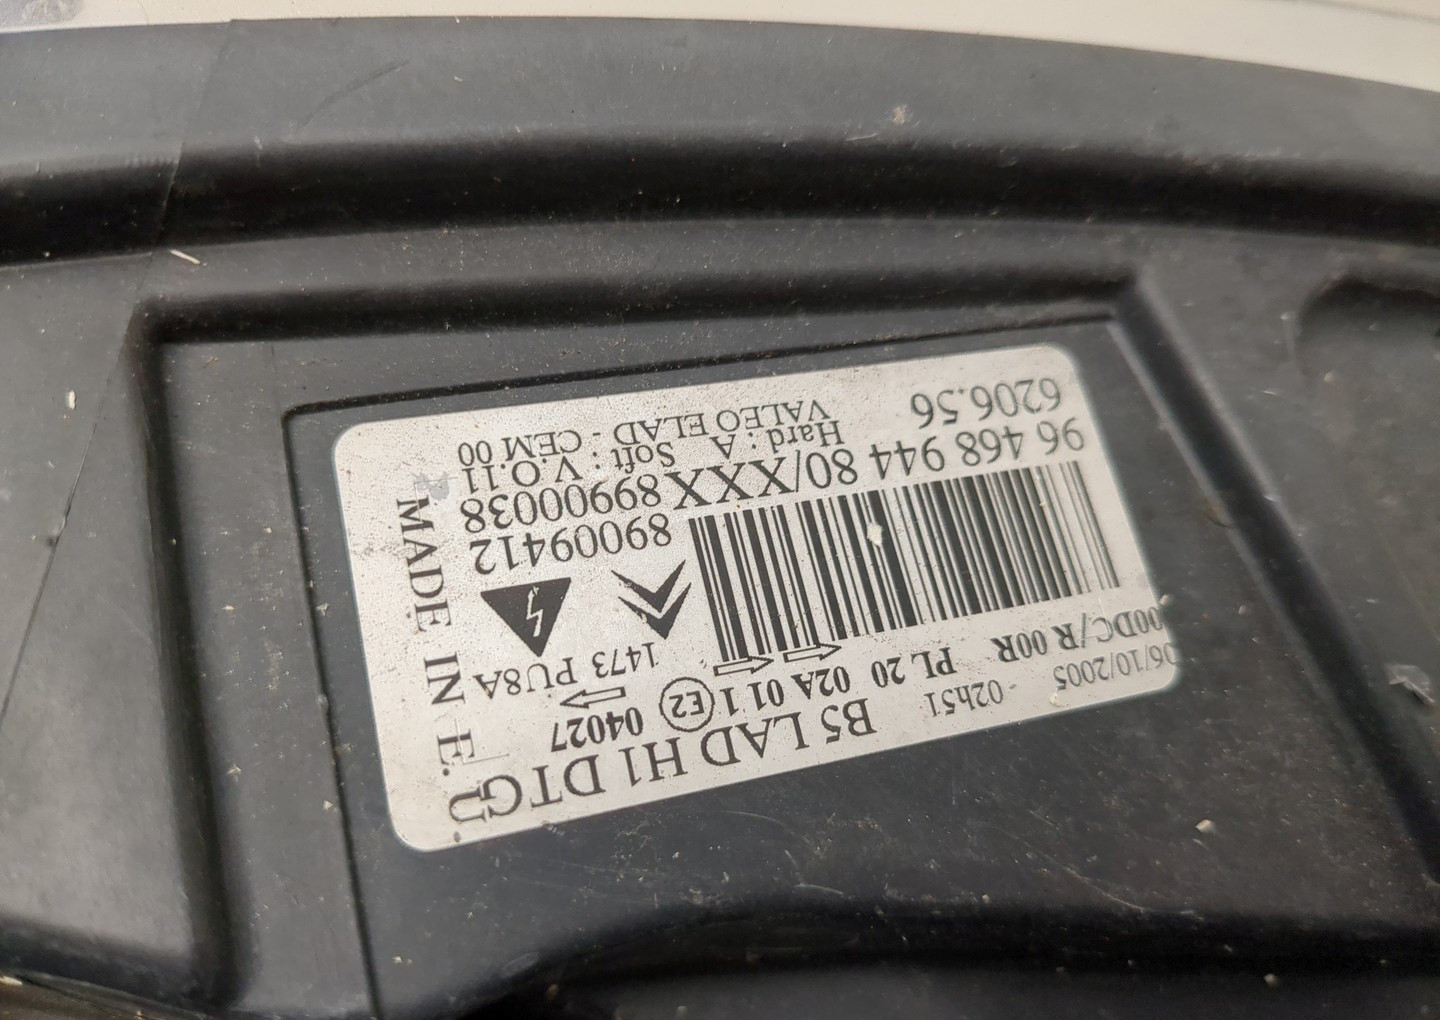 B5 LAD H1 DTG
06/10/2005 - 02h51
00DC/R 00R PL 20 02A 01 1 E2 04027
1473 PU8A
89009412
96 468 944 80/XXX 89900038
6206.56
Hard : A Soft : V.O.11
VALEO ELAD - CEM 00
MADE IN E.U